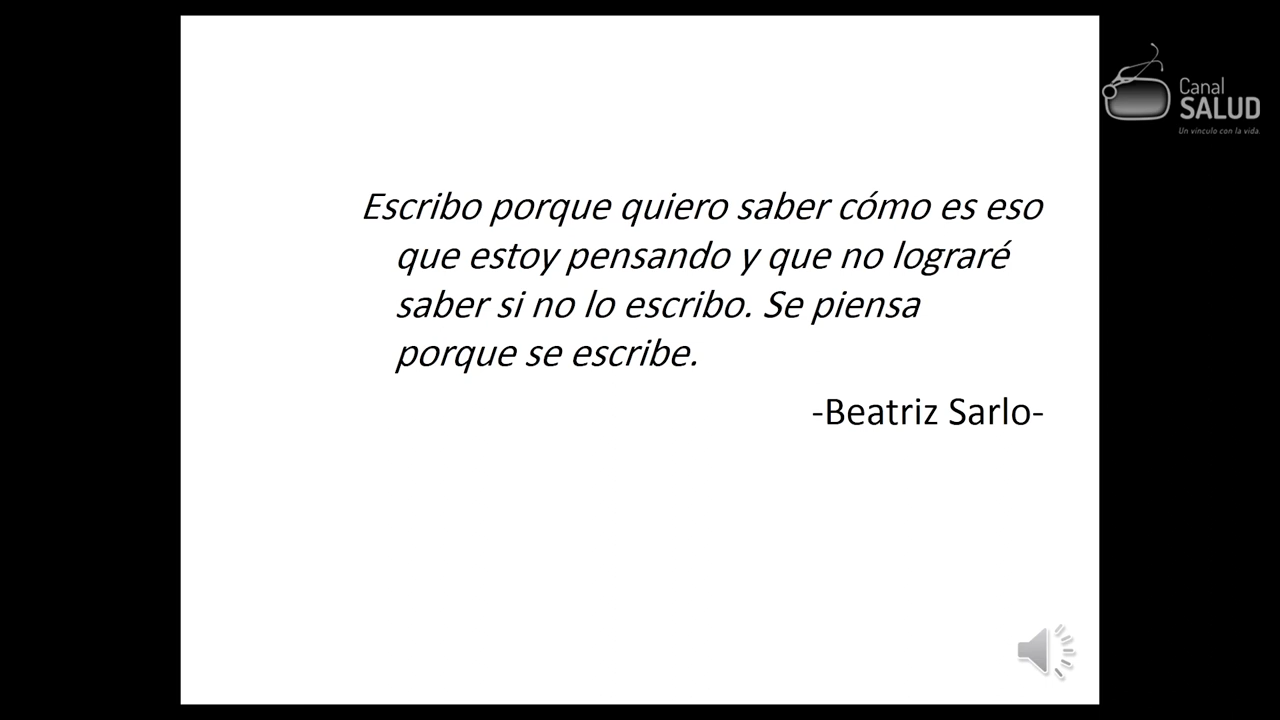 Canal
SALUD
Un vínculo con la vida.
Escribo porque quiero saber cómo es eso
que estoy pensando y que no lograré
saber si no lo escribo. Se piensa
porque se escribe.
-Beatriz Sarlo-